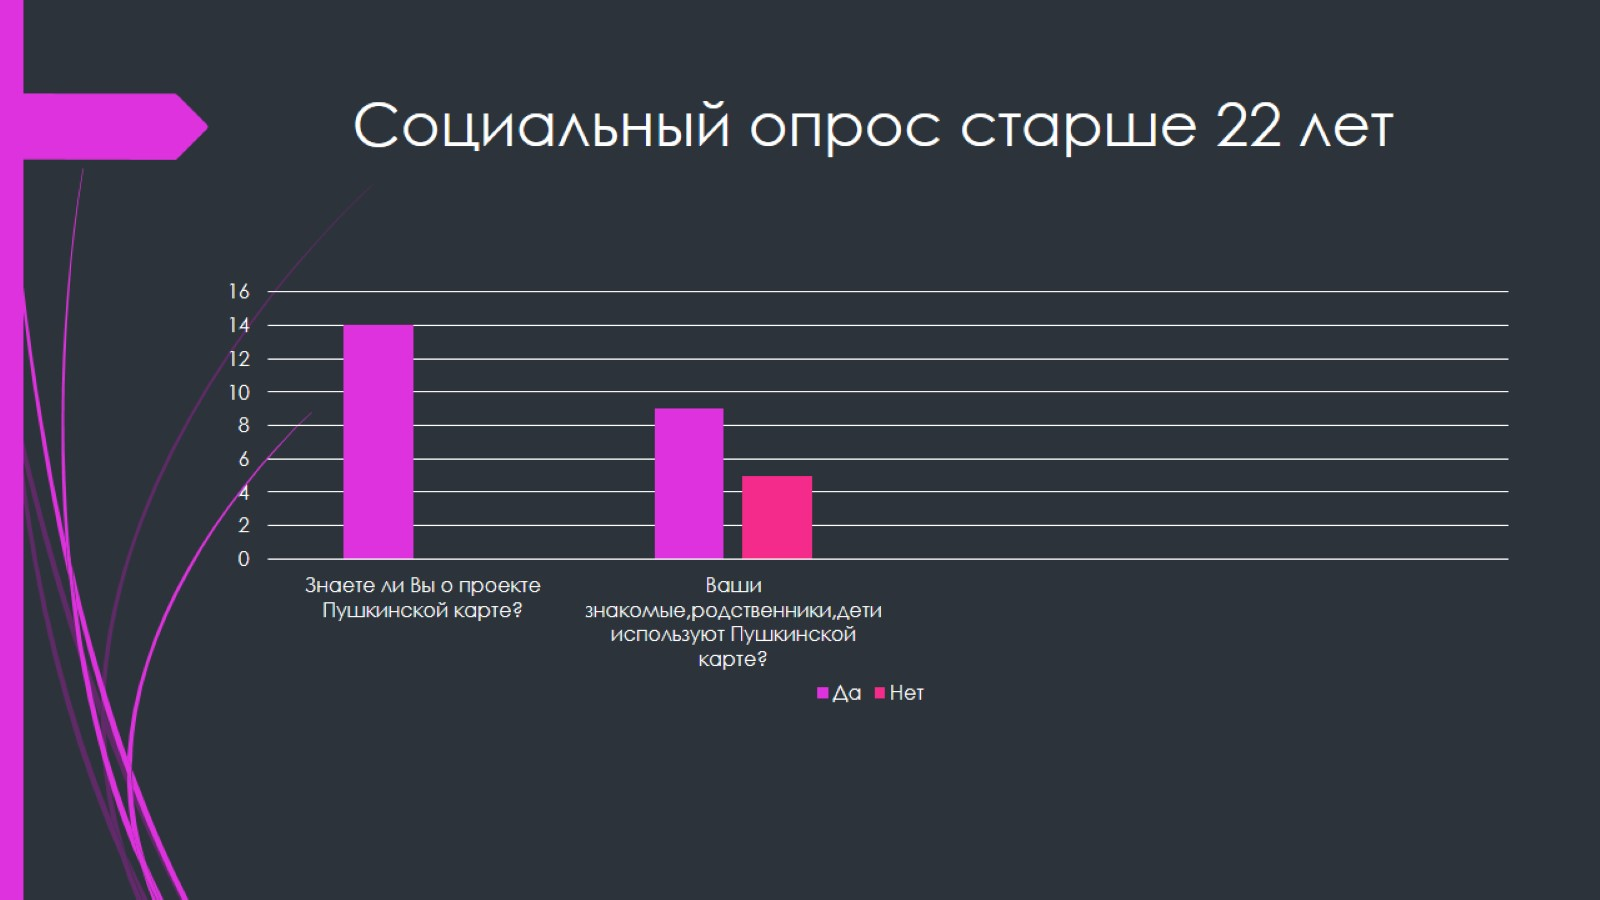 Социальный опрос старше 22 лет
16
14
12
10
8
6
4
2
0
Знаете ли Вы о проекте
Пушкинской карте?
Ваши
знакомые,родственники,дети
используют Пушкинской
карте?
Да Нет